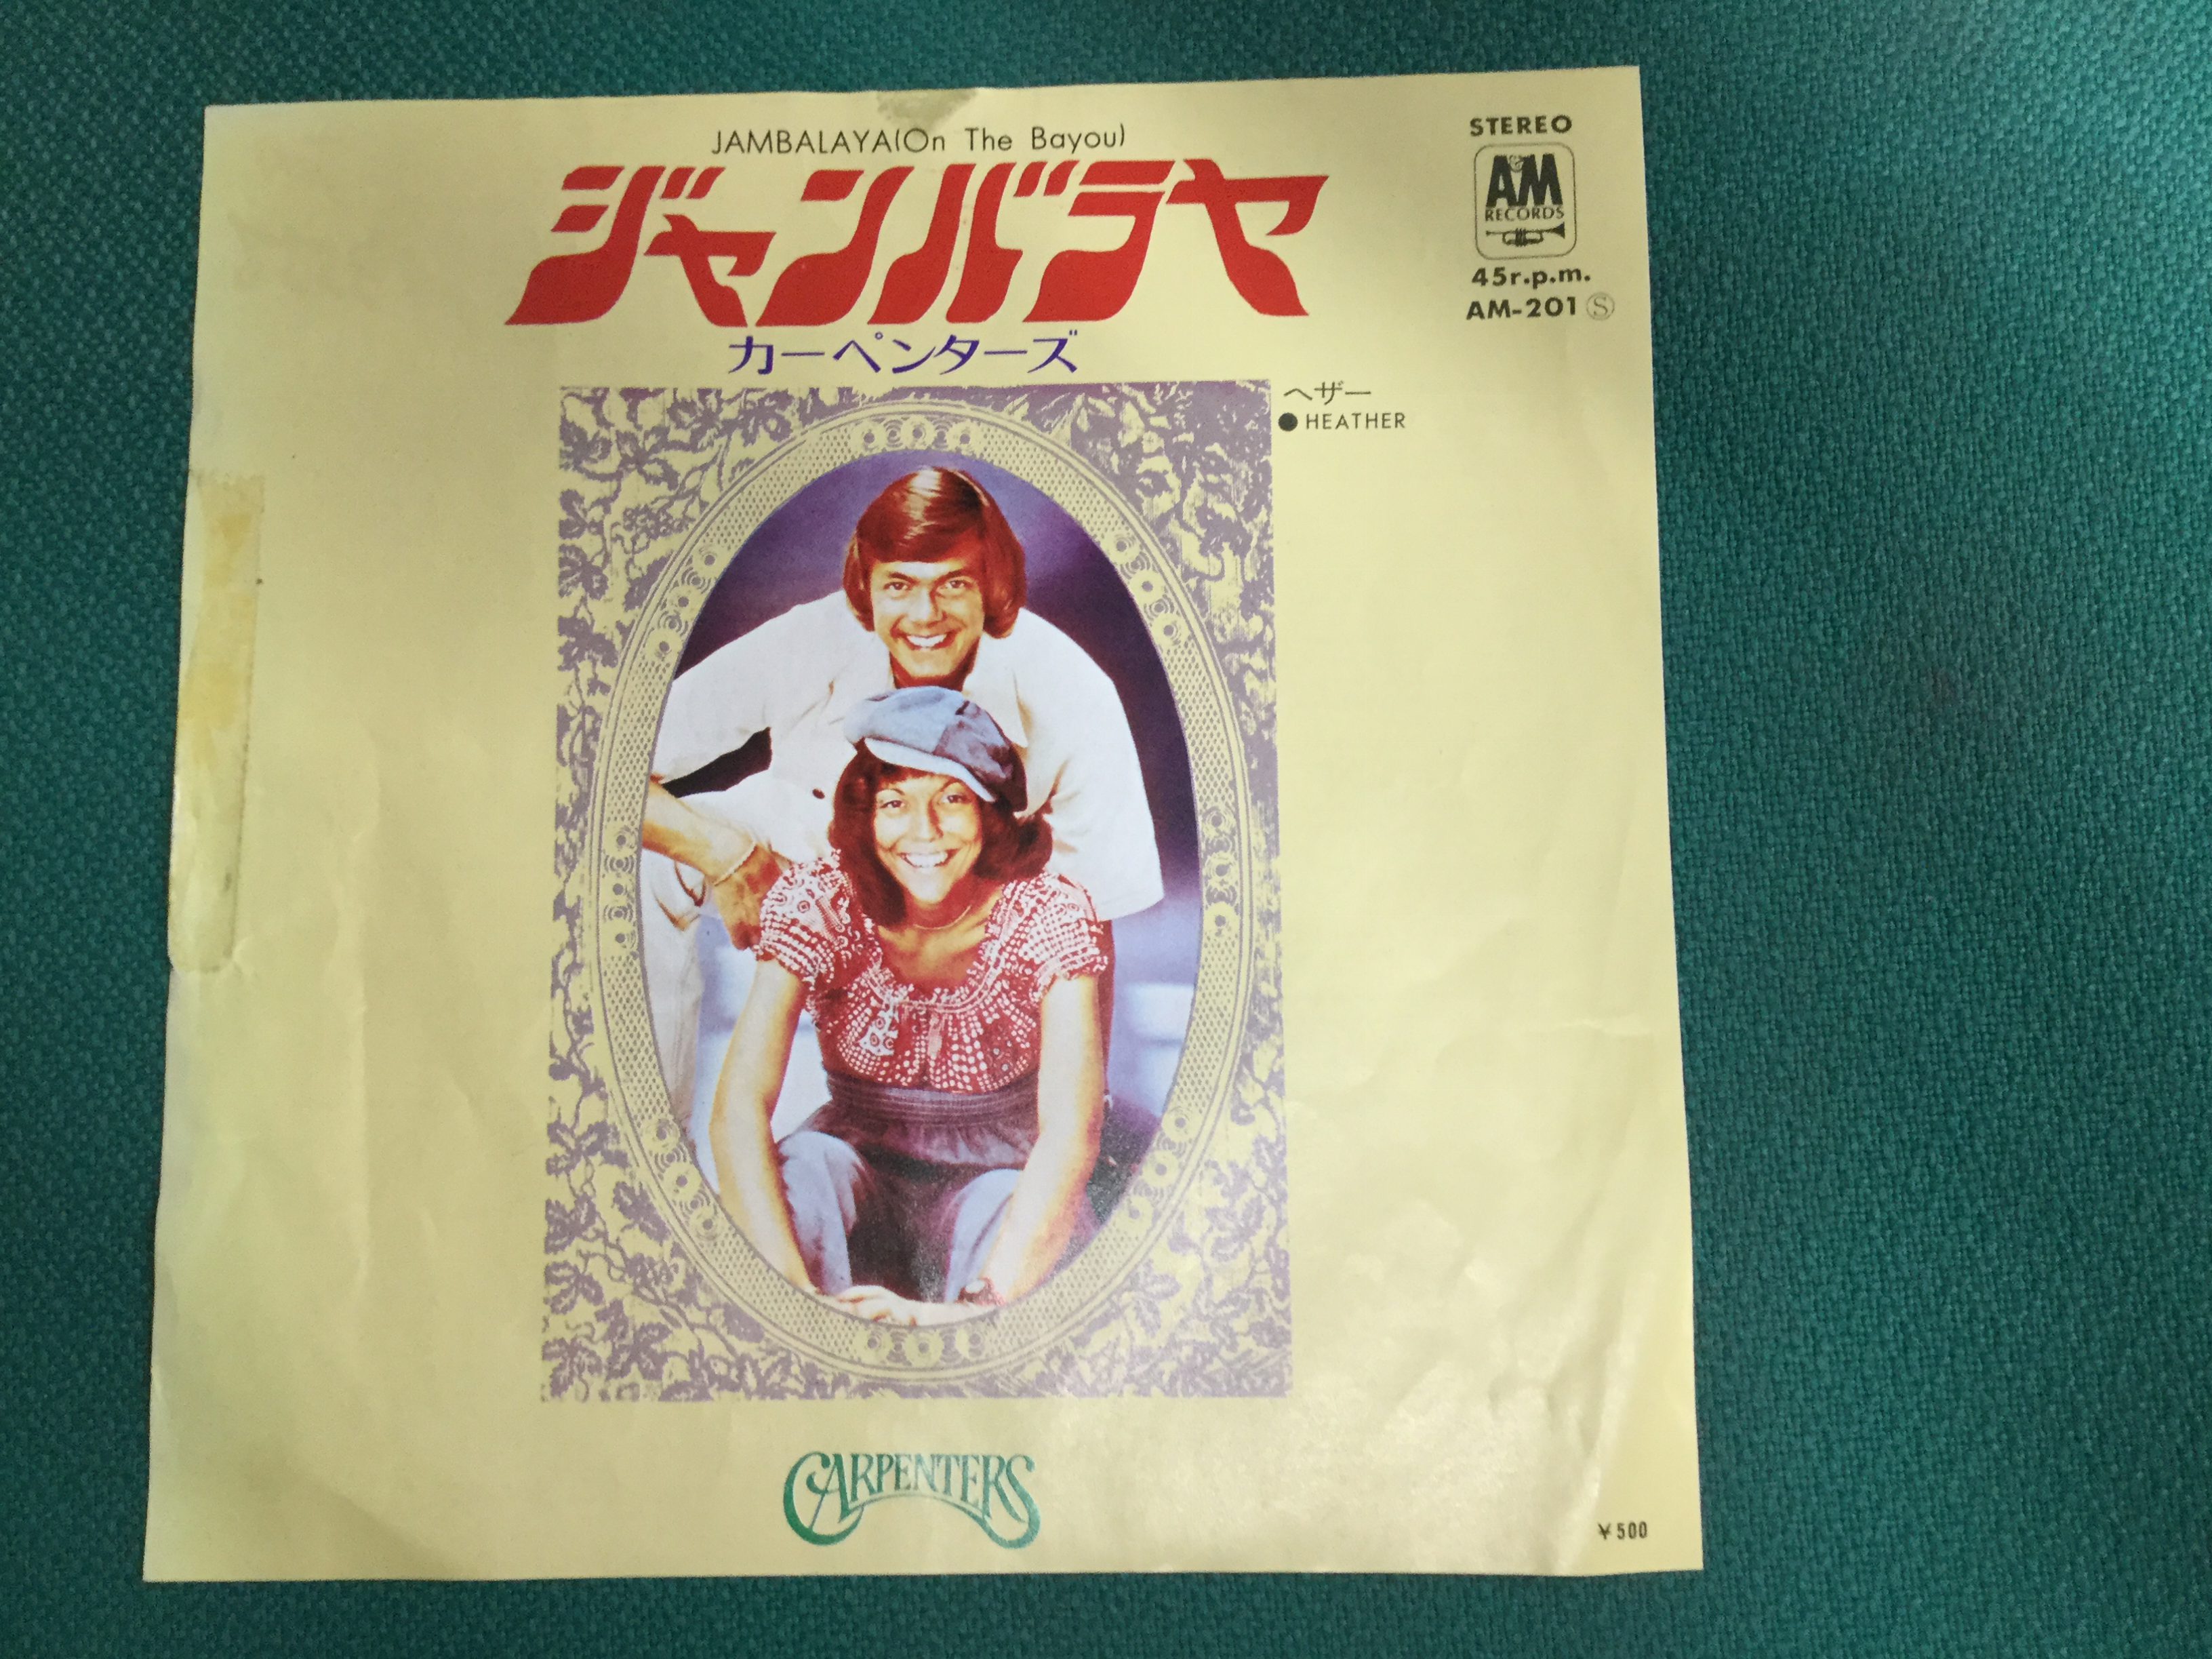 JAMBALAYA(On The Bayou)
ジャンバラヤ
カーペンターズ
STEREO
A&M
RECORDS
45r.p.m.
AM-201 Ⓢ
ヘザー
●HEATHER
CARPENTERS
¥500